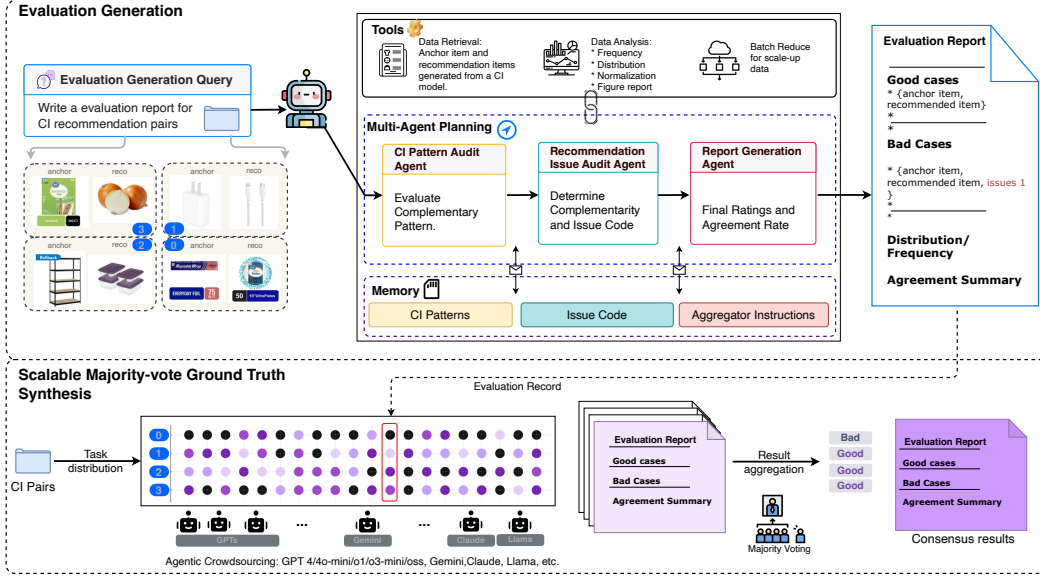 Evaluation Generation
Evaluation Generation Query
Write a evaluation report for
CI recommendation pairs
anchor
reco
anchor
reco
3
1
anchor
reco
2
0
anchor
reco
EVERYDAY FOIL
75
50
Tools
Data Retrieval:
Anchor item and
recommendation items
generated from a CI
model.
Data Analysis:
* Frequency
* Distribution
* Normalization
* Figure report
Batch Reduce
for scale-up
data
Multi-Agent Planning
CI Pattern Audit
Agent
Evaluate
Complementary
Pattern.
Recommendation
Issue Audit Agent
Determine
Complementarity
and Issue Code
Report Generation
Agent
Final Ratings and
Agreement Rate
Memory
CI Patterns
Issue Code
Aggregator Instructions
Evaluation Report
Good cases
* {anchor item,
recommended item}
*
*
Bad Cases
* {anchor item,
recommended item, issues 1
}
*
*
Distribution/
Frequency
Agreement Summary
Scalable Majority-vote Ground Truth
Synthesis
Evaluation Record
CI Pairs
Task
distribution
0
1
2
3
GPTs
...
Gemini
...
Claude
Llama
Agentic Crowdsourcing: GPT 4/4o-mini/o1/o3-mini/oss, Gemini,Claude, Llama, etc.
Evaluation Report
Good cases
Bad Cases
Agreement Summary
Result
aggregation
Majority Voting
Bad
Good
Good
Good
Evaluation Report
Good cases
Bad Cases
Agreement Summary
Consensus results